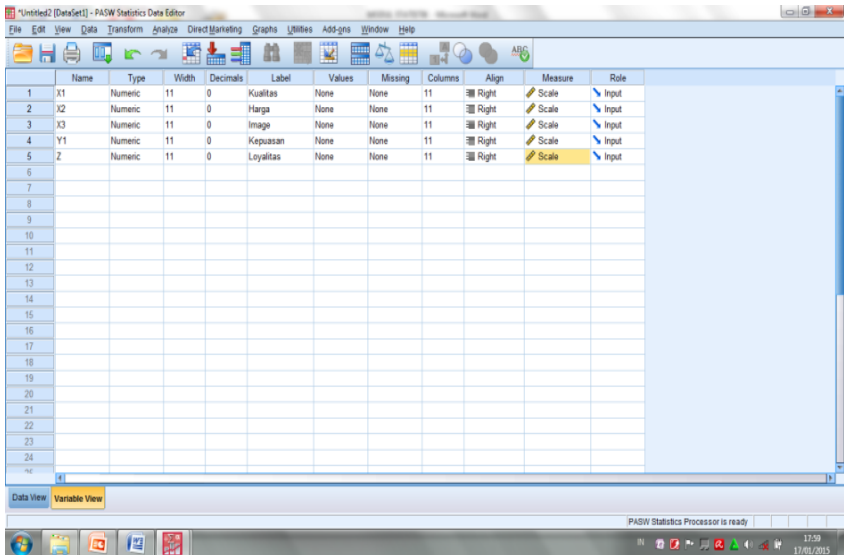 *Untitled2 [DataSet1] - PASW Statistics Data Editor
File Edit View Data Transform Analyze Direct Marketing Graphs Utilities Add-ons Window Help
Name Type Width Decimals Label Values Missing Columns Align Measure Role
1 X1 Numeric 11 0 Kualitas None None 11 Right Scale Input
2 X2 Numeric 11 0 Harga None None 11 Right Scale Input
3 X3 Numeric 11 0 Image None None 11 Right Scale Input
4 Y1 Numeric 11 0 Kepuasan None None 11 Right Scale Input
5 Z Numeric 11 0 Loyalitas None None 11 Right Scale Input
6
7
8
9
10
11
12
13
14
15
16
17
18
19
20
21
22
23
24
Data View Variable View
PASW Statistics Processor is ready
IN 17:59
17/01/2015